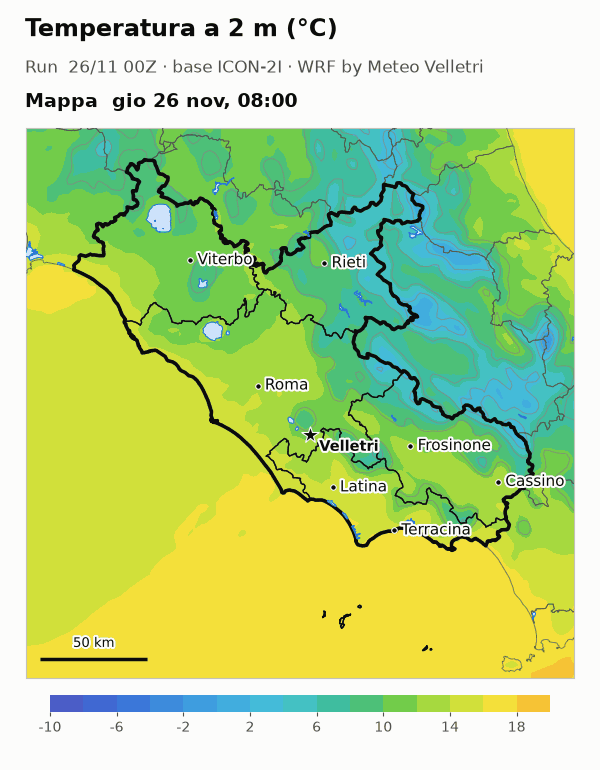 Temperatura a 2 m (°C)
Run  26/11 00Z · base ICON-2I · WRF by Meteo Velletri
Mappa  gio 26 nov, 08:00
Viterbo
Rieti
Roma
Velletri
Frosinone
Cassino
Latina
Terracina
50 km
-10 -6 -2 2 6 10 14 18